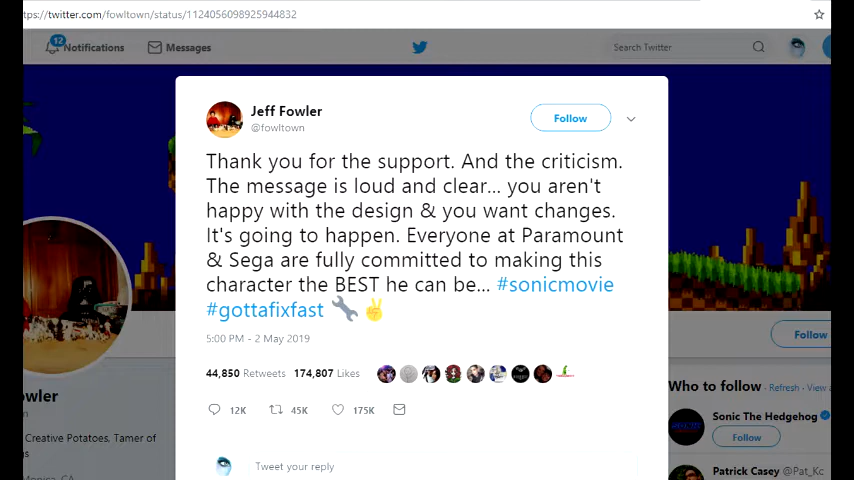 tps://twitter.com/fowltown/status/1124056098925944832
12
Notifications
Messages
Search Twitter
Jeff Fowler
@fowltown
Follow
Thank you for the support. And the criticism.
The message is loud and clear... you aren't
happy with the design & you want changes.
It's going to happen. Everyone at Paramount
& Sega are fully committed to making this
character the BEST he can be... #sonicmovie
#gottafixfast 🔧✌
5:00 PM - 2 May 2019
44,850 Retweets 174,807 Likes
12K 45K 175K
Tweet your reply
owler
Creative Potatoes. Tamer of
Follow
Who to follow · Refresh · View a
Sonic The Hedgehog
Follow
Patrick Casey @Pat_Kc